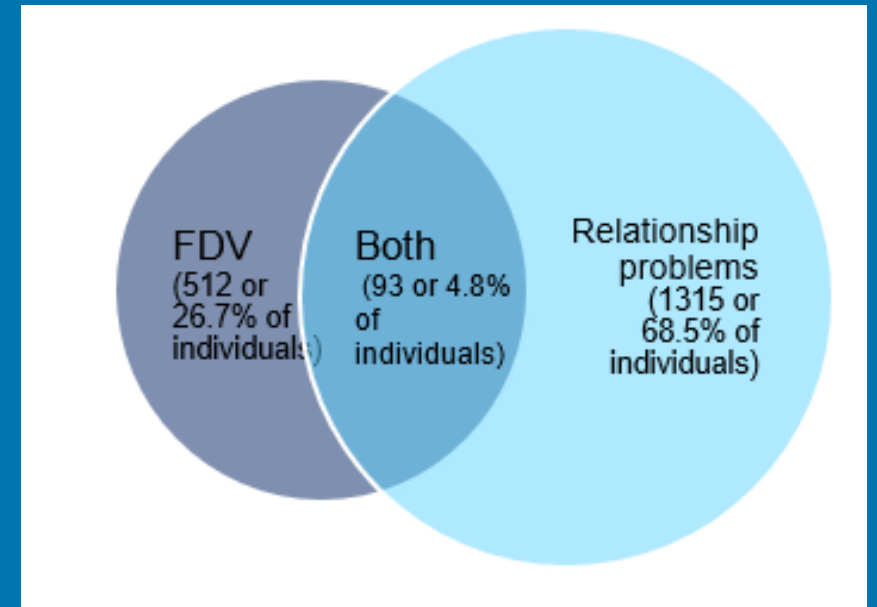 FDV
(512 or
26.7% of
individuals)
Both
(93 or 4.8%
of
individuals)
Relationship
problems
(1315 or
68.5% of
individuals)